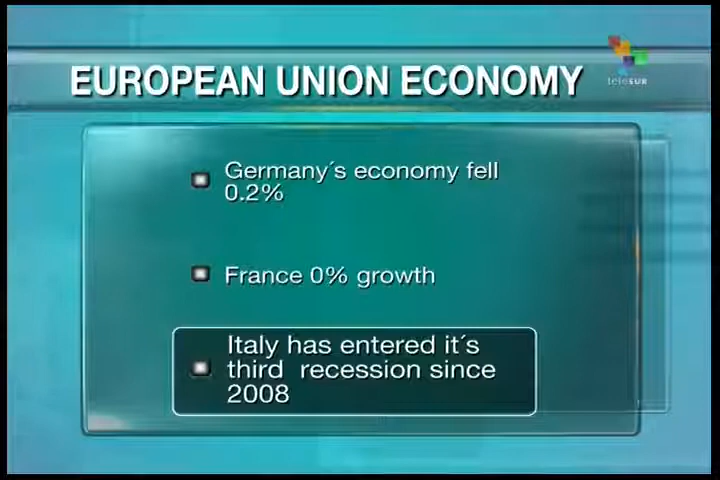 EUROPEAN UNION ECONOMY
teleSUR
Germany´s economy fell
0.2%
France 0% growth
Italy has entered it´s
third recession since
2008